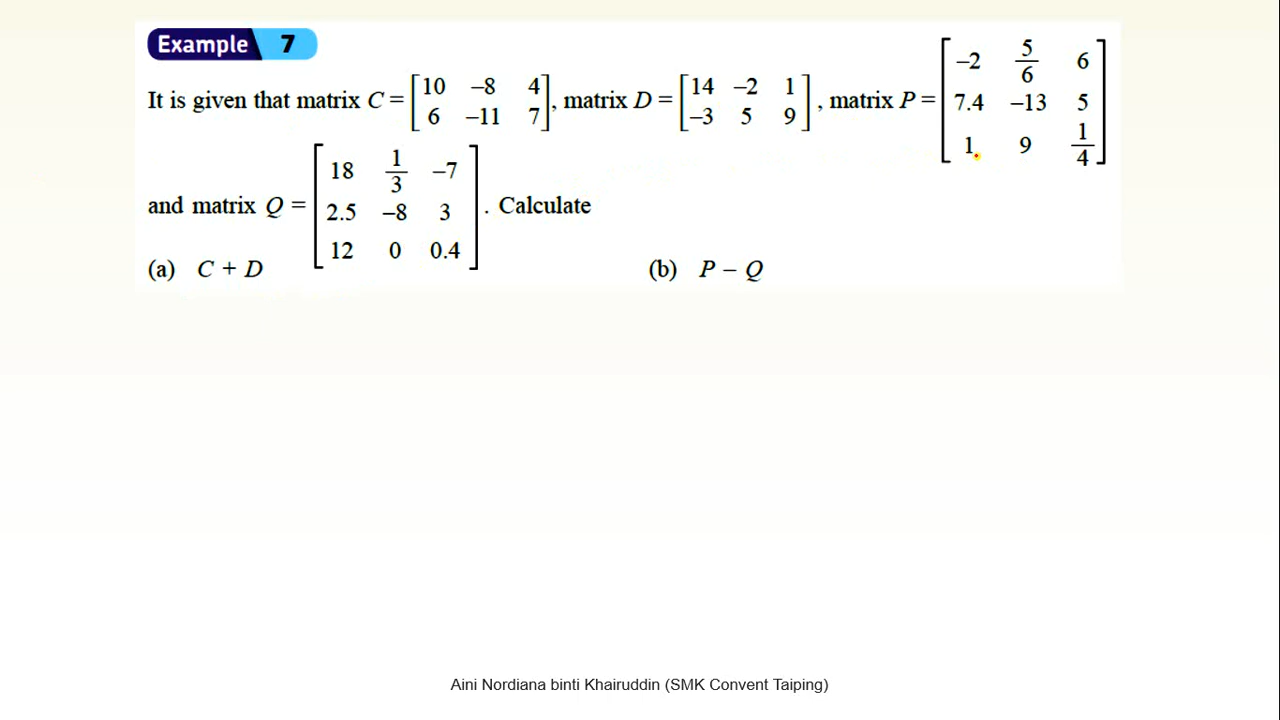 Example 7
It is given that matrix C = [10 −8 4; 6 −11 7], matrix D = [14 −2 1; −3 5 9], matrix P = [−2 5/6 6; 7.4 −13 5; 1 9 1/4]
and matrix Q = [18 1/3 −7; 2.5 −8 3; 12 0 0.4]. Calculate
(a) C + D (b) P − Q
Aini Nordiana binti Khairuddin (SMK Convent Taiping)